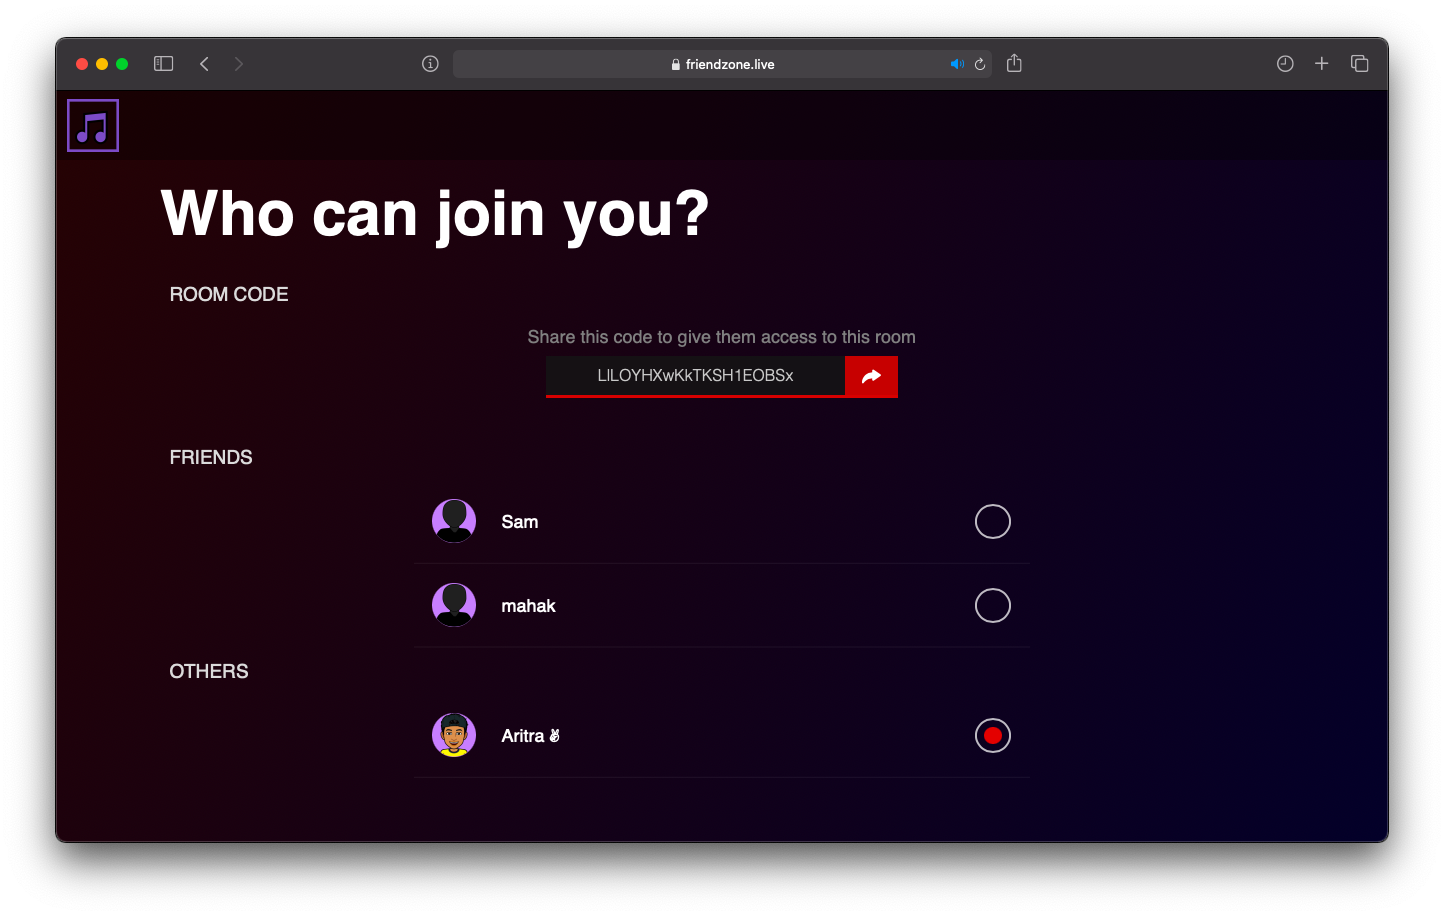 friendzone.live
Who can join you?
ROOM CODE
Share this code to give them access to this room
LILOYHXwKkTKSH1EOBSx
FRIENDS
Sam
mahak
OTHERS
Aritra ✌